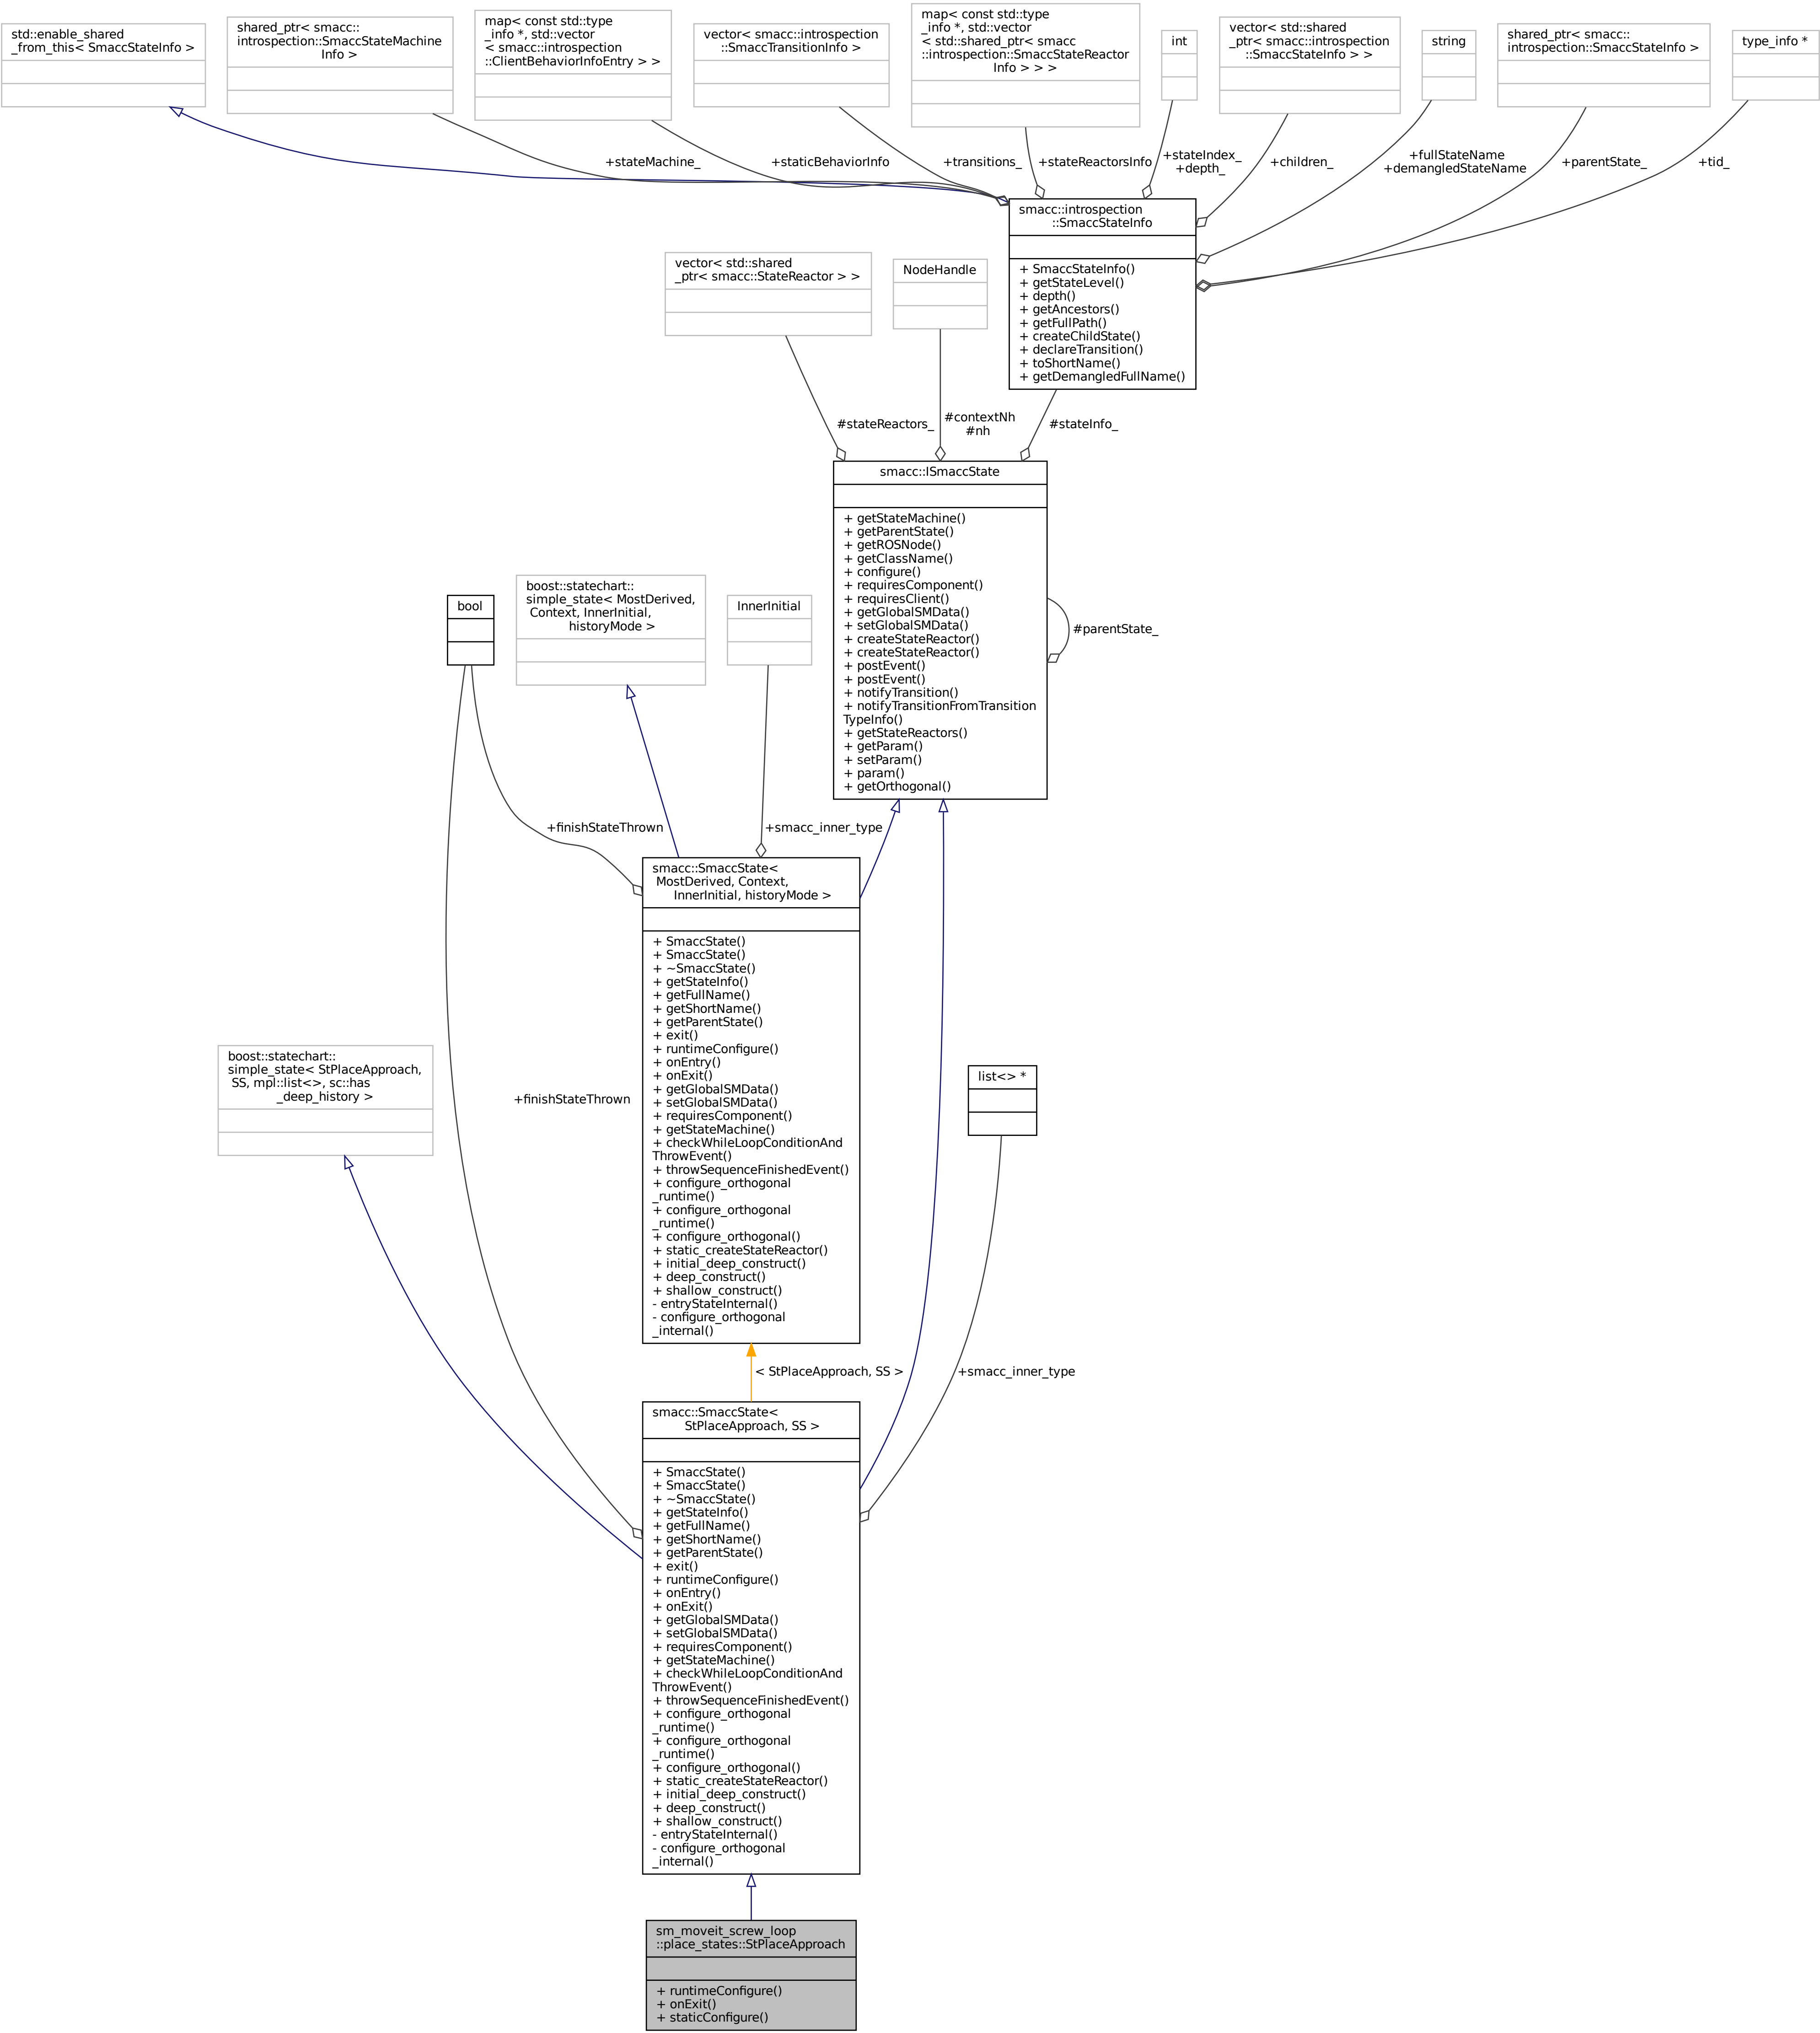 std::enable_shared
_from_this< SmaccStateInfo >
shared_ptr< smacc::
introspection::SmaccStateMachine
Info >
map< const std::type
_info *, std::vector
< smacc::introspection
::ClientBehaviorInfoEntry > >
vector< smacc::introspection
::SmaccTransitionInfo >
map< const std::type
_info *, std::vector
< std::shared_ptr< smacc
::introspection::SmaccStateReactor
Info > > >
int
vector< std::shared
_ptr< smacc::introspection
::SmaccStateInfo > >
string
shared_ptr< smacc::
introspection::SmaccStateInfo >
type_info *
+stateMachine_
+staticBehaviorInfo
+transitions_
+stateReactorsInfo
+stateIndex_
+depth_
+children_
+fullStateName
+demangledStateName
+parentState_
+tid_
smacc::introspection
::SmaccStateInfo
+ SmaccStateInfo()
+ getStateLevel()
+ depth()
+ getAncestors()
+ getFullPath()
+ createChildState()
+ declareTransition()
+ toShortName()
+ getDemangledFullName()
vector< std::shared
_ptr< smacc::StateReactor > >
NodeHandle
#stateReactors_
#contextNh
#nh
#stateInfo_
smacc::ISmaccState
+ getStateMachine()
+ getParentState()
+ getROSNode()
+ getClassName()
+ configure()
+ requiresComponent()
+ requiresClient()
+ getGlobalSMData()
+ setGlobalSMData()
+ createStateReactor()
+ createStateReactor()
+ postEvent()
+ postEvent()
+ notifyTransition()
+ notifyTransitionFromTransition
TypeInfo()
+ getStateReactors()
+ getParam()
+ setParam()
+ param()
+ getOrthogonal()
#parentState_
bool
boost::statechart::
simple_state< MostDerived,
Context, InnerInitial,
historyMode >
InnerInitial
+finishStateThrown
+smacc_inner_type
smacc::SmaccState<
MostDerived, Context,
InnerInitial, historyMode >
+ SmaccState()
+ SmaccState()
+ ~SmaccState()
+ getStateInfo()
+ getFullName()
+ getShortName()
+ getParentState()
+ exit()
+ runtimeConfigure()
+ onEntry()
+ onExit()
+ getGlobalSMData()
+ setGlobalSMData()
+ requiresComponent()
+ getStateMachine()
+ checkWhileLoopConditionAnd
ThrowEvent()
+ throwSequenceFinishedEvent()
+ configure_orthogonal
_runtime()
+ configure_orthogonal
_runtime()
+ configure_orthogonal()
+ static_createStateReactor()
+ initial_deep_construct()
+ deep_construct()
+ shallow_construct()
- entryStateInternal()
- configure_orthogonal
_internal()
boost::statechart::
simple_state< StPlaceApproach,
SS, mpl::list<>, sc::has
_deep_history >
+finishStateThrown
list<> *
< StPlaceApproach, SS >
+smacc_inner_type
smacc::SmaccState<
StPlaceApproach, SS >
+ SmaccState()
+ SmaccState()
+ ~SmaccState()
+ getStateInfo()
+ getFullName()
+ getShortName()
+ getParentState()
+ exit()
+ runtimeConfigure()
+ onEntry()
+ onExit()
+ getGlobalSMData()
+ setGlobalSMData()
+ requiresComponent()
+ getStateMachine()
+ checkWhileLoopConditionAnd
ThrowEvent()
+ throwSequenceFinishedEvent()
+ configure_orthogonal
_runtime()
+ configure_orthogonal
_runtime()
+ configure_orthogonal()
+ static_createStateReactor()
+ initial_deep_construct()
+ deep_construct()
+ shallow_construct()
- entryStateInternal()
- configure_orthogonal
_internal()
sm_moveit_screw_loop
::place_states::StPlaceApproach
+ runtimeConfigure()
+ onExit()
+ staticConfigure()